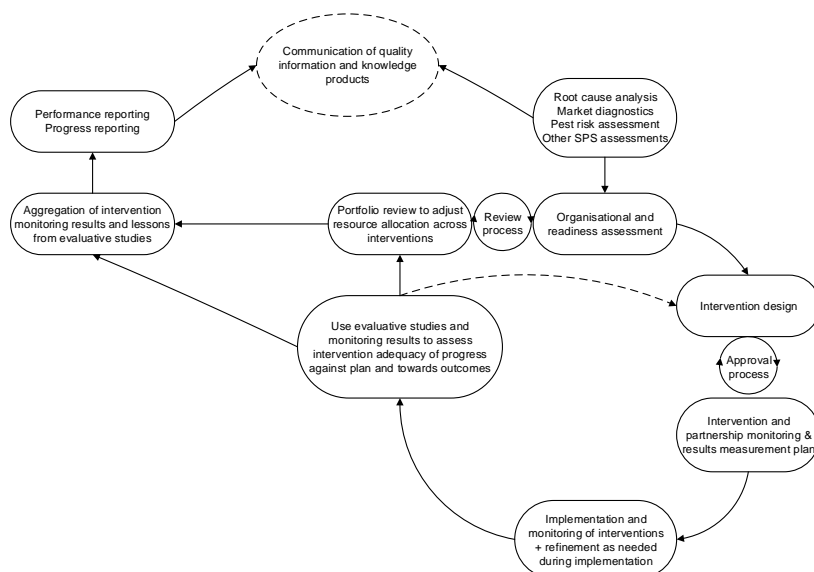 Communication of quality
information and knowledge
products
Root cause analysis
Market diagnostics
Pest risk assessment
Other SPS assessments
Performance reporting
Progress reporting
Aggregation of intervention
monitoring results and lessons
from evaluative studies
Portfolio review to adjust
resource allocation across
interventions
Review
process
Organisational and
readiness assessment
Intervention design
Use evaluative studies and
monitoring results to assess
intervention adequacy of progress
against plan and towards outcomes
Approval
process
Intervention and
partnership monitoring &
results measurement plan
Implementation and
monitoring of interventions
+ refinement as needed
during implementation